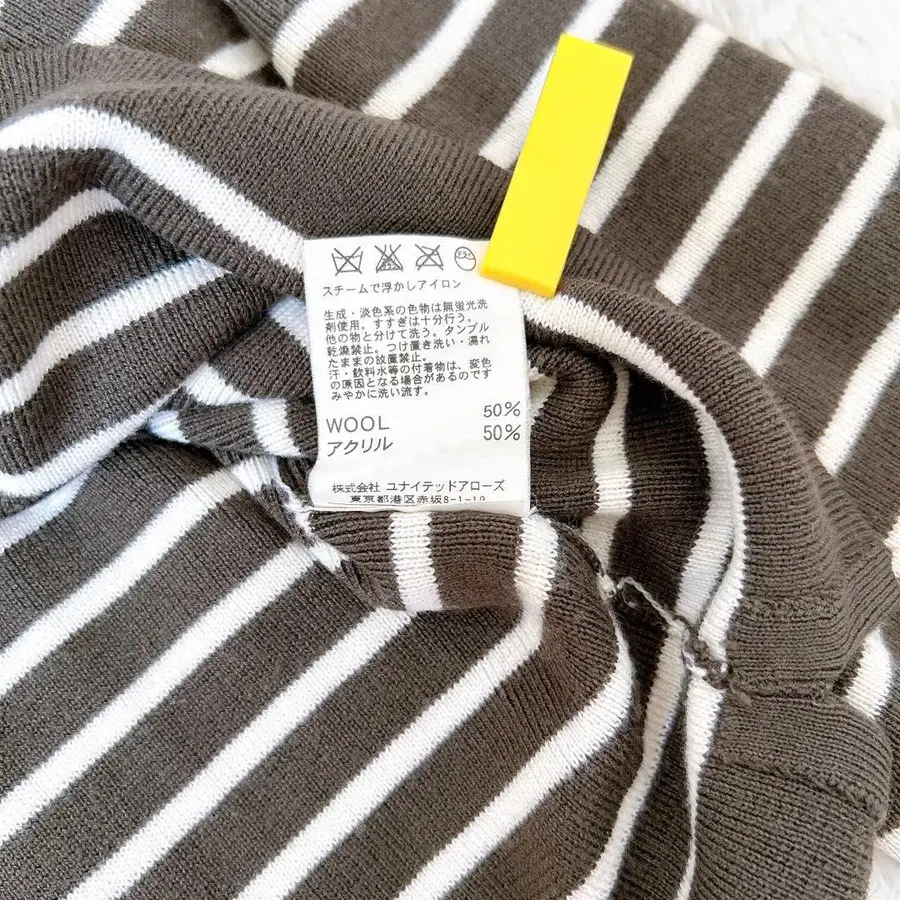 スチームで浮かしアイロン
生成・淡色系の色物は無蛍光洗
剤使用。すすぎは十分行う。
他の物と分けて洗う。タンブル
乾燥禁止。つけ置き洗い・濡れ
たままの放置禁止。
汗・飲料水等の付着物は、変色
の原因となる場合があるのです
みやかに洗い流す。
WOOL 50%
アクリル 50%
株式会社 ユナイテッドアローズ
東京都港区赤坂8-1-19